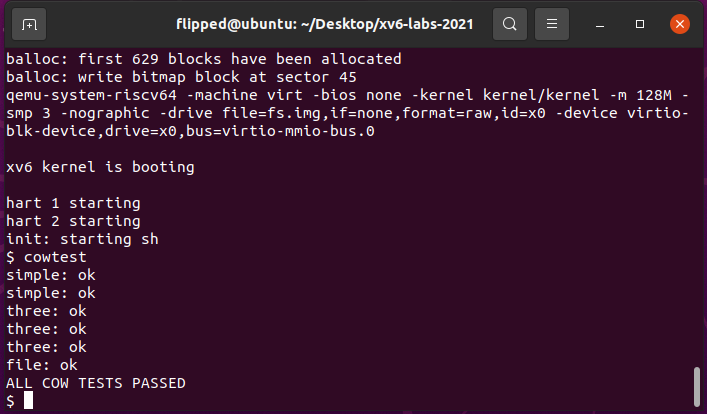 flipped@ubuntu: ~/Desktop/xv6-labs-2021
balloc: first 629 blocks have been allocated
balloc: write bitmap block at sector 45
qemu-system-riscv64 -machine virt -bios none -kernel kernel/kernel -m 128M -
smp 3 -nographic -drive file=fs.img,if=none,format=raw,id=x0 -device virtio-
blk-device,drive=x0,bus=virtio-mmio-bus.0
xv6 kernel is booting
hart 1 starting
hart 2 starting
init: starting sh
$ cowtest
simple: ok
simple: ok
three: ok
three: ok
three: ok
file: ok
ALL COW TESTS PASSED
$